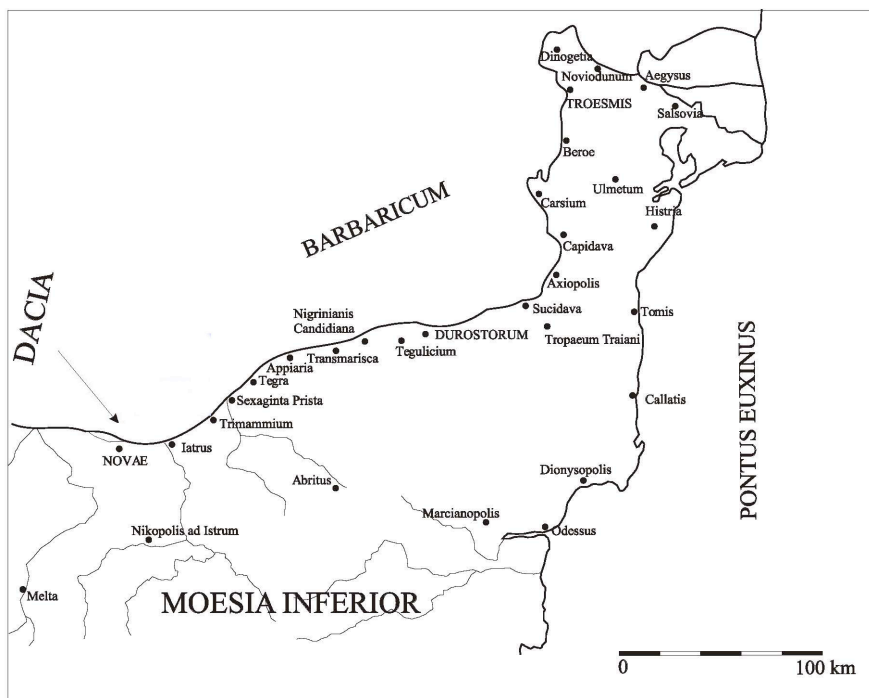 Dinogetia
Noviodunum
Aegysus
TROESMIS
Salsovia
Beroe
Ulmetum
Carsium
Histria
BARBARICUM
Capidava
Axiopolis
DACIA
Nigrinianis
Candidiana
Sucidava
Tomis
DUROSTORUM
Tropaeum Traiani
Transmarisca
Tegulicium
Appiaria
Tegra
PONTUS EUXINUS
Sexaginta Prista
Callatis
Trimammium
Iatrus
NOVAE
Dionysopolis
Abritus
Marcianopolis
Odessus
Nikopolis ad Istrum
Melta
MOESIA INFERIOR
0 100 km